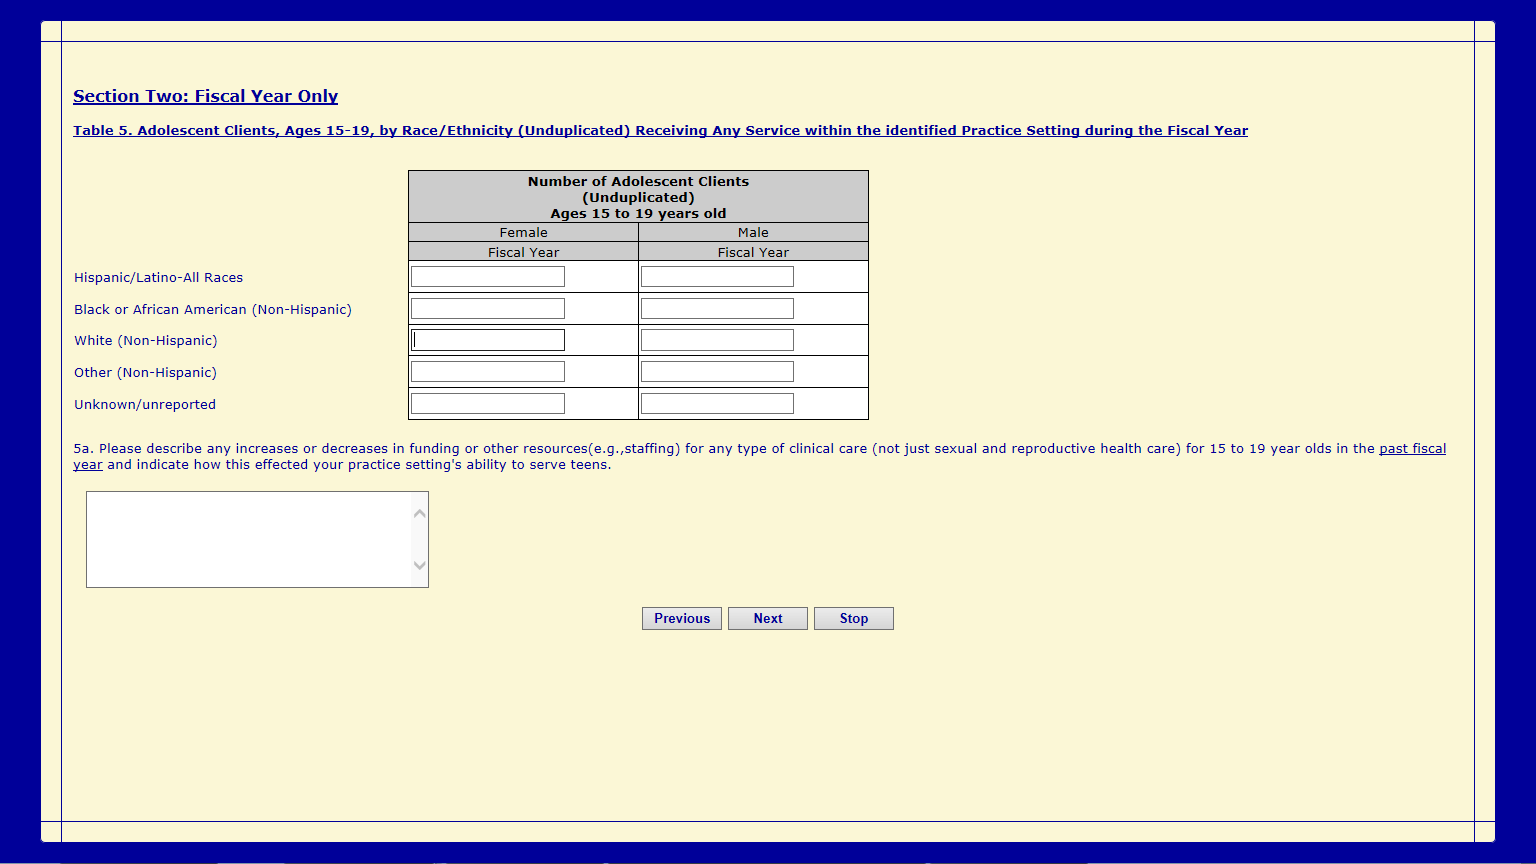 Section Two: Fiscal Year Only
Table 5. Adolescent Clients, Ages 15-19, by Race/Ethnicity (Unduplicated) Receiving Any Service within the identified Practice Setting during the Fiscal Year
Number of Adolescent Clients
(Unduplicated)
Ages 15 to 19 years old
Female Male
Fiscal Year Fiscal Year
Hispanic/Latino-All Races
Black or African American (Non-Hispanic)
White (Non-Hispanic)
Other (Non-Hispanic)
Unknown/unreported
5a. Please describe any increases or decreases in funding or other resources(e.g.,staffing) for any type of clinical care (not just sexual and reproductive health care) for 15 to 19 year olds in the past fiscal
year and indicate how this effected your practice setting's ability to serve teens.
Previous Next Stop